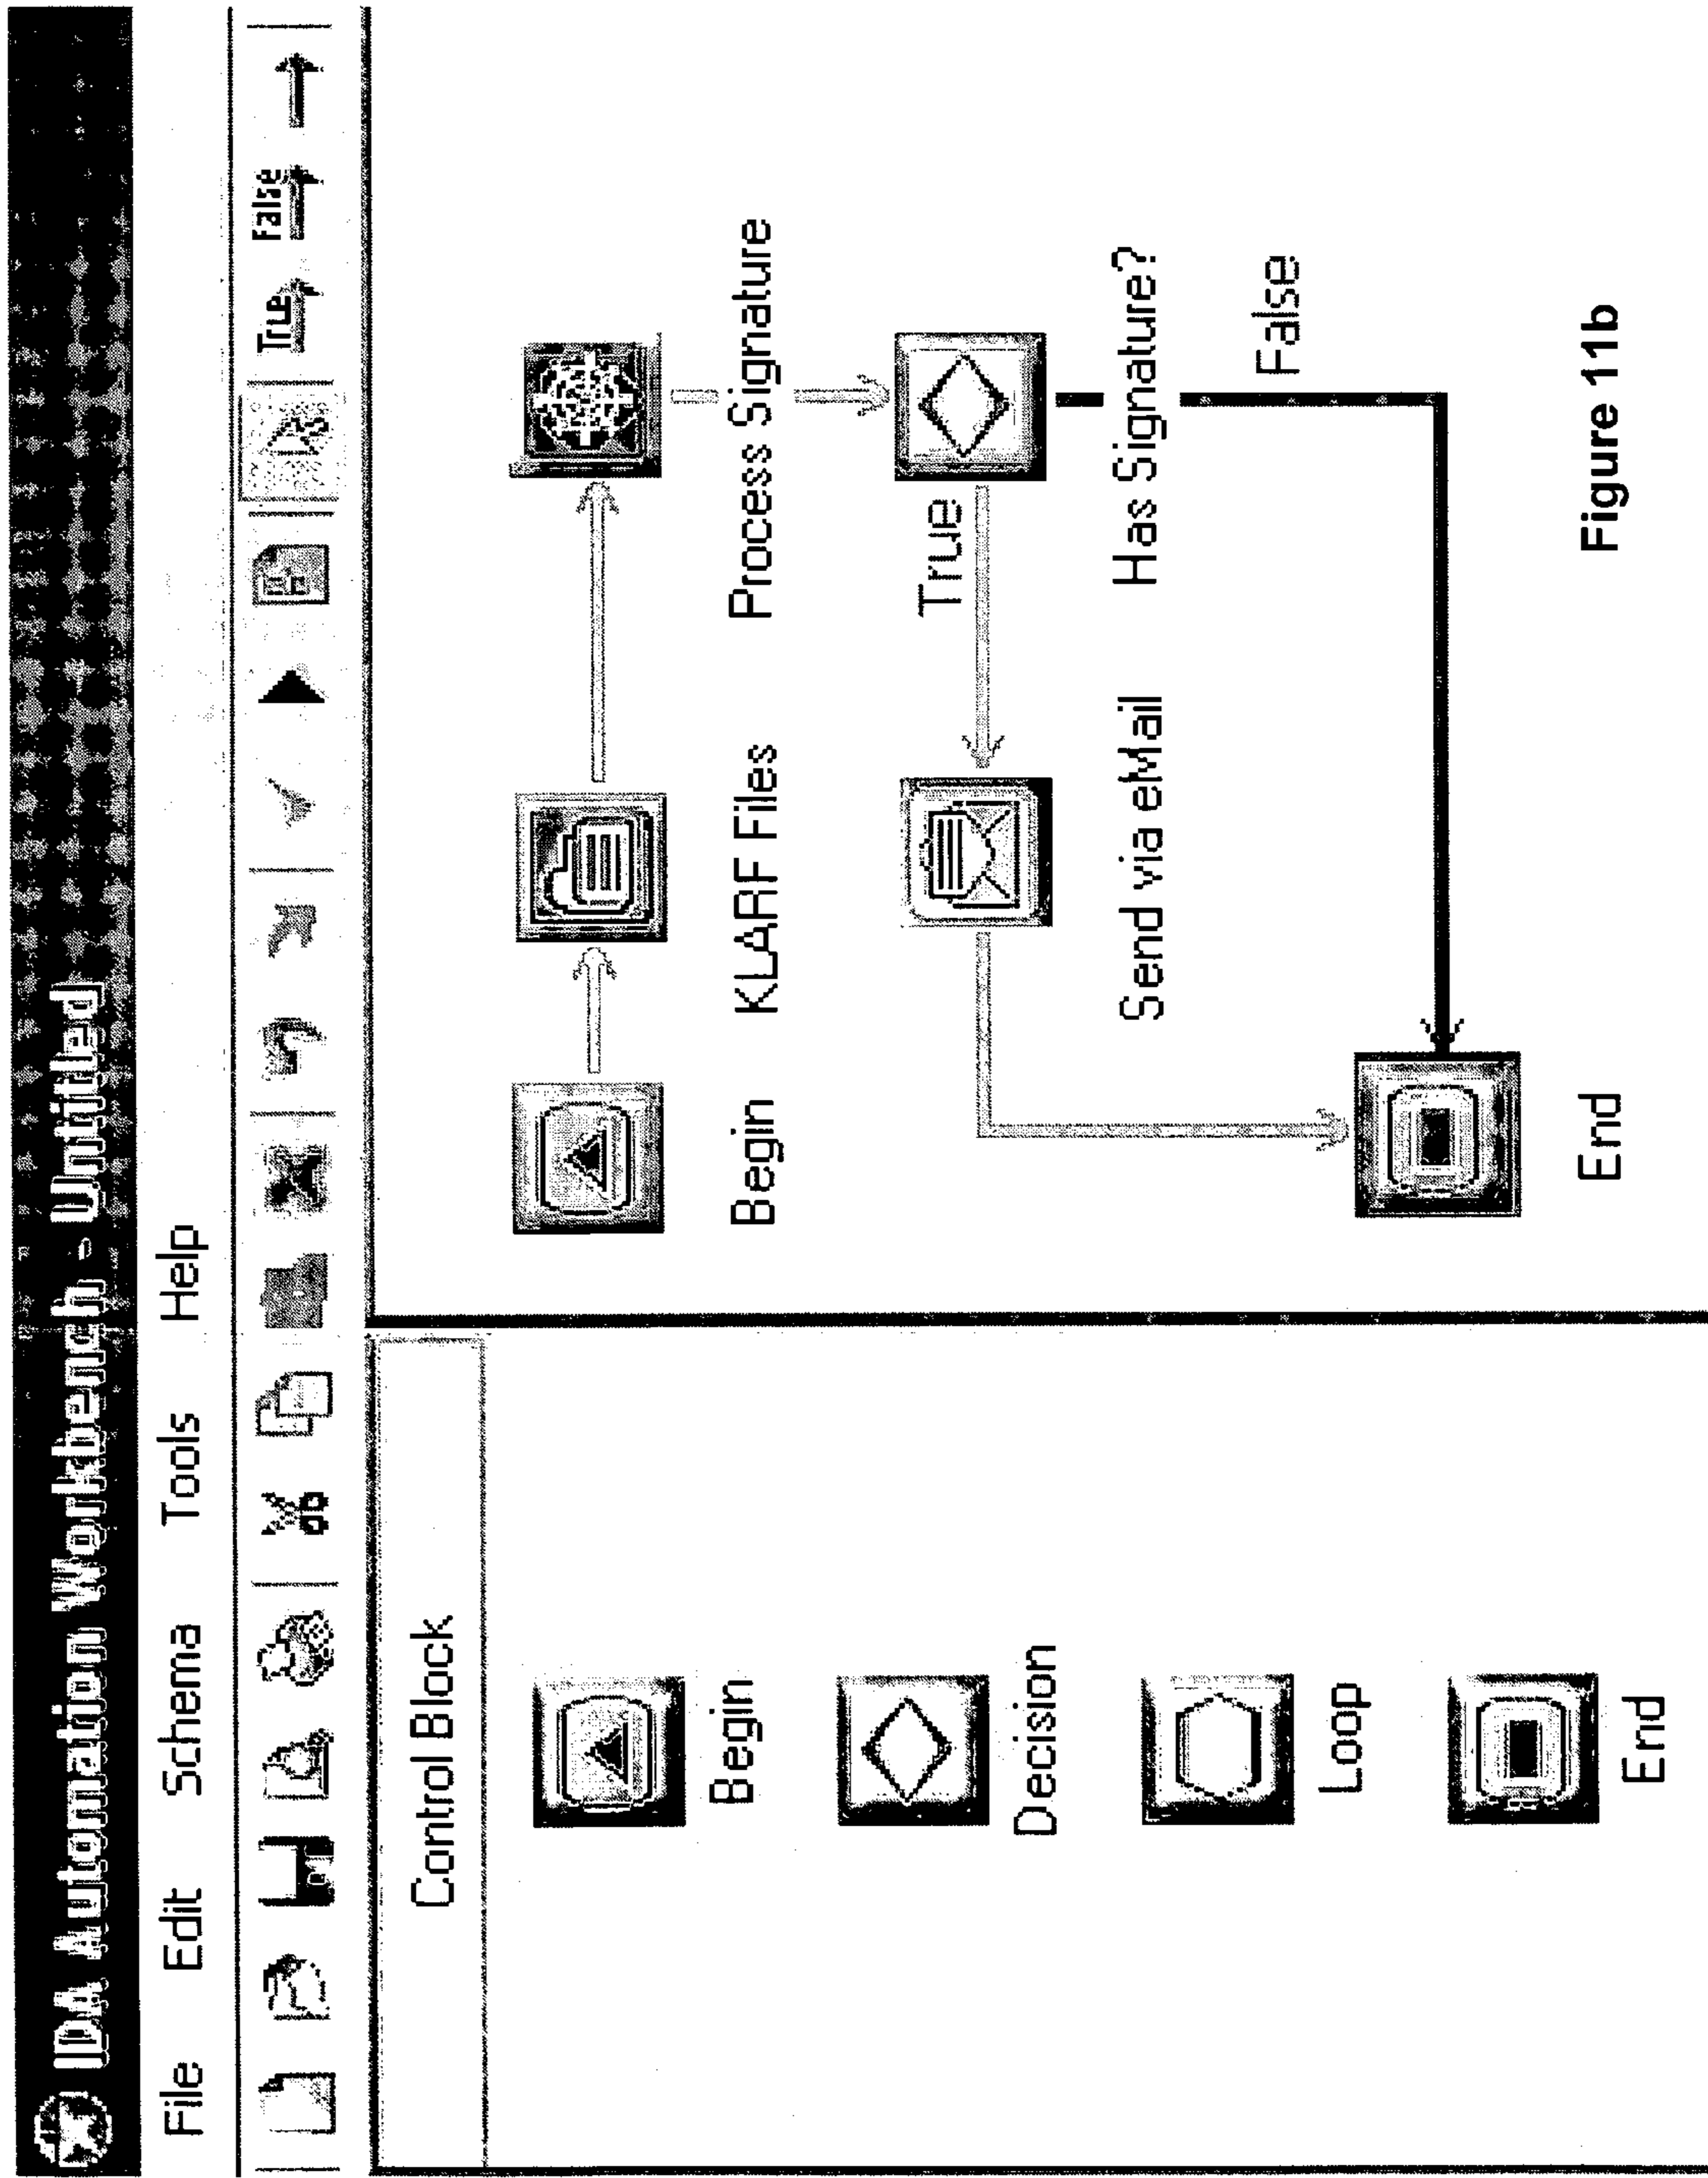 IDA Automation Workbench - Untitled
File Edit Schema Tools Help
True False
Control Block
Begin
Decision
Loop
End
Begin KLARF Files Process Signature
True
Send via eMail Has Signature?
False
End
Figure 11b